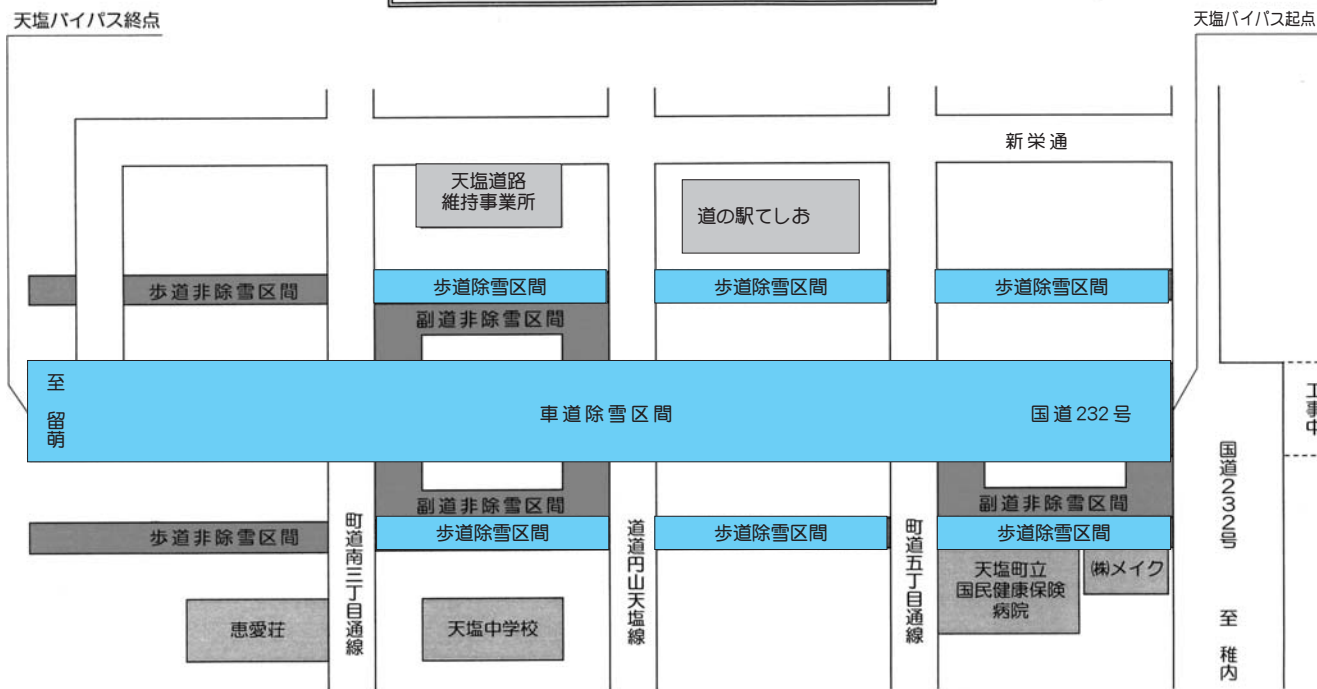 天塩バイパス終点
天塩バイパス起点
新栄通
天塩道路
維持事業所
道の駅てしお
歩道非除雪区間
歩道除雪区間
歩道除雪区間
歩道除雪区間
副道非除雪区間
至 留萌
車道除雪区間
国道232号
工事中
副道非除雪区間
副道非除雪区間
歩道非除雪区間
歩道除雪区間
歩道除雪区間
歩道除雪区間
町道南三丁目通線
道道円山天塩線
町道五丁目通線
国道232号
至 稚内
恵愛荘
天塩中学校
天塩町立
国民健康保険
病院
㈱メイク